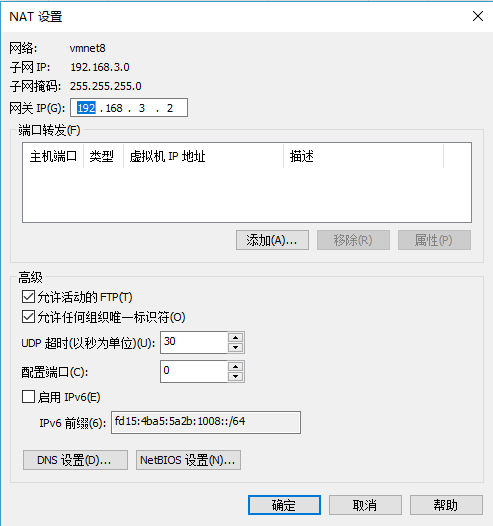 NAT 设置
网络: vmnet8
子网 IP: 192.168.3.0
子网掩码: 255.255.255.0
网关 IP(G): 192 . 168 . 3 . 2
端口转发(F)
主机端口 类型 虚拟机 IP 地址 描述
添加(A)... 移除(R) 属性(P)
高级
允许活动的 FTP(T)
允许任何组织唯一标识符(O)
UDP 超时(以秒为单位)(U): 30
配置端口(C): 0
启用 IPv6(E)
IPv6 前缀(6): fd15:4ba5:5a2b:1008::/64
DNS 设置(D)... NetBIOS 设置(N)...
确定 取消 帮助